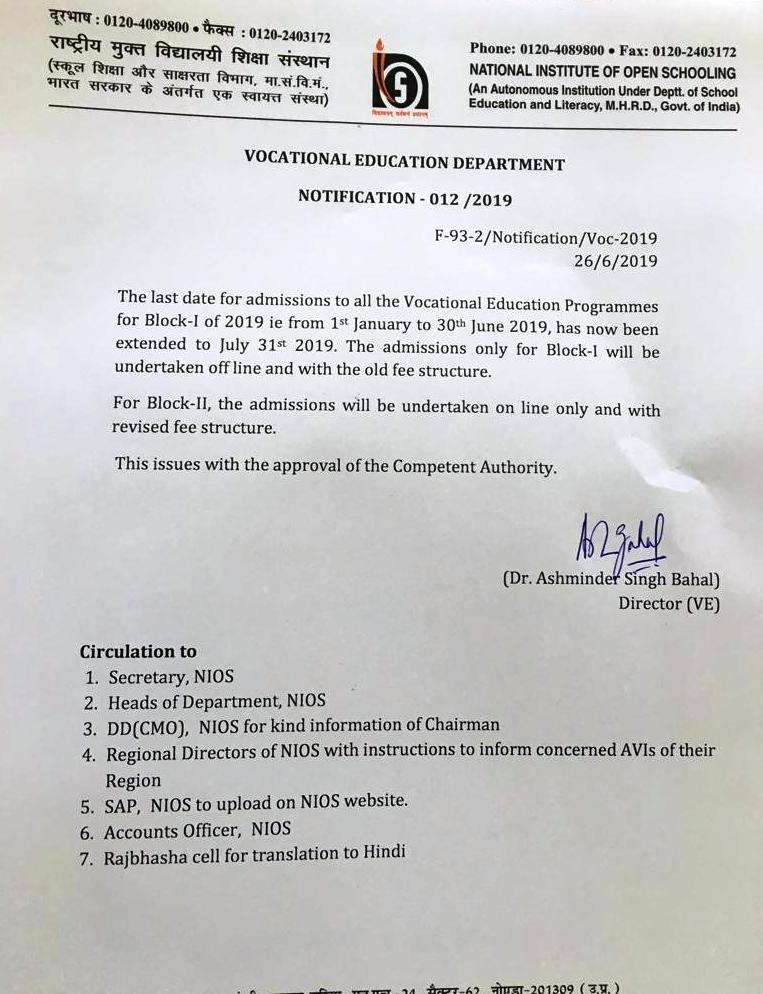 दूरभाष : 0120-4089800 • फैक्स : 0120-2403172
राष्ट्रीय मुक्त विद्यालयी शिक्षा संस्थान
(स्कूल शिक्षा और साक्षरता विभाग, मा.सं.वि.मं.,
भारत सरकार के अंतर्गत एक स्वायत्त संस्था)
Phone: 0120-4089800 • Fax: 0120-2403172
NATIONAL INSTITUTE OF OPEN SCHOOLING
(An Autonomous Institution Under Deptt. of School
Education and Literacy, M.H.R.D., Govt. of India)
VOCATIONAL EDUCATION DEPARTMENT
NOTIFICATION - 012 /2019
F-93-2/Notification/Voc-2019
26/6/2019
The last date for admissions to all the Vocational Education Programmes
for Block-I of 2019 ie from 1st January to 30th June 2019, has now been
extended to July 31st 2019. The admissions only for Block-I will be
undertaken off line and with the old fee structure.
For Block-II, the admissions will be undertaken on line only and with
revised fee structure.
This issues with the approval of the Competent Authority.
(Dr. Ashminder Singh Bahal)
Director (VE)
Circulation to
1. Secretary, NIOS
2. Heads of Department, NIOS
3. DD(CMO), NIOS for kind information of Chairman
4. Regional Directors of NIOS with instructions to inform concerned AVIs of their
Region
5. SAP, NIOS to upload on NIOS website.
6. Accounts Officer, NIOS
7. Rajbhasha cell for translation to Hindi
24, सैक्टर-62, नोएडा-201309 ( उ.प्र. )